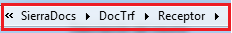 « SierraDocs ▶ DocTrf ▶ Receptor ▶